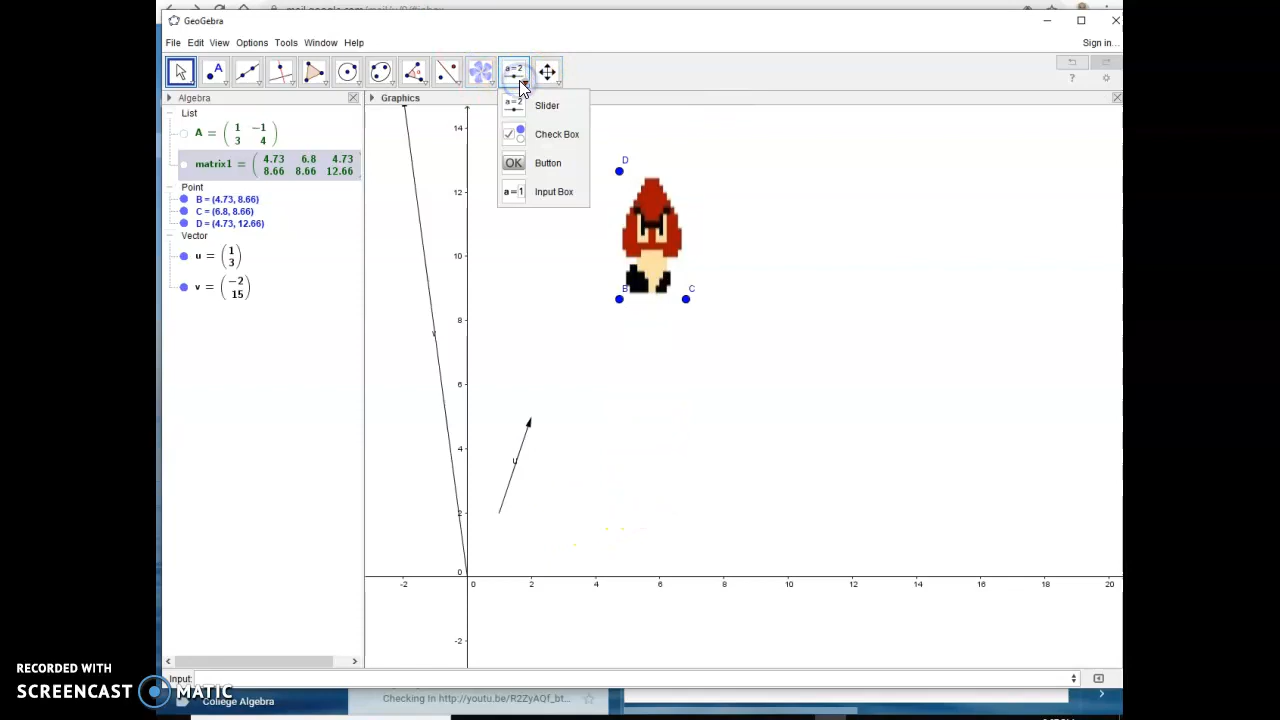 GeoGebra
File Edit View Options Tools Window Help
Sign in...
a=2
Algebra
Graphics
List
A = ( 1 −1 3 4 )
matrix1 = ( 4.73 6.8 4.73 8.66 8.66 12.66
Point
B = (4.73, 8.66)
C = (6.8, 8.66)
D = (4.73, 12.66)
Vector
u = ( 1 3 )
v = ( −2 15 )
a=2 Slider
Check Box
OK Button
a=1 Input Box
14
12
10
8
6
4
2
0
-2
D
B
C
v
u
-2 0 2 4 6 8 10 12 14 16 18 20
Input:
RECORDED WITH
SCREENCAST MATIC
College Algebra
Checking in http://youtu.be/R2ZyAQf_bt...